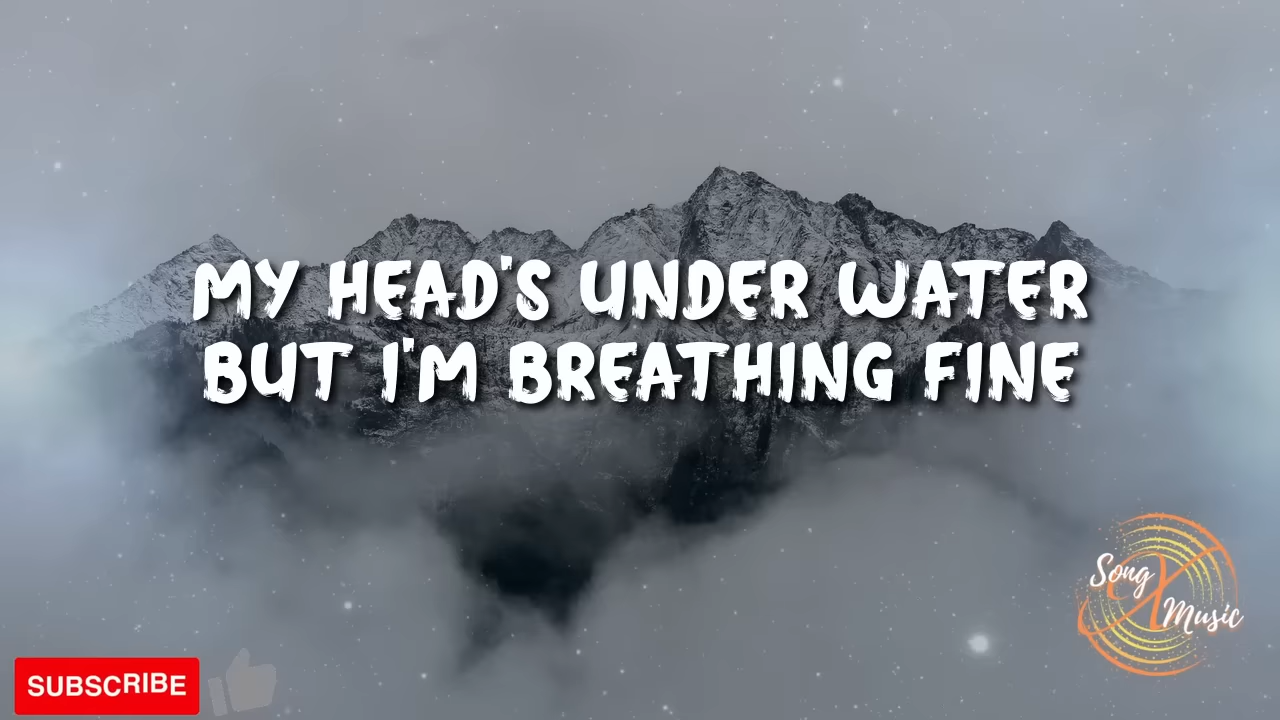 MY HEAD'S UNDER WATER
BUT I'M BREATHING FINE
Song X Music
SUBSCRIBE